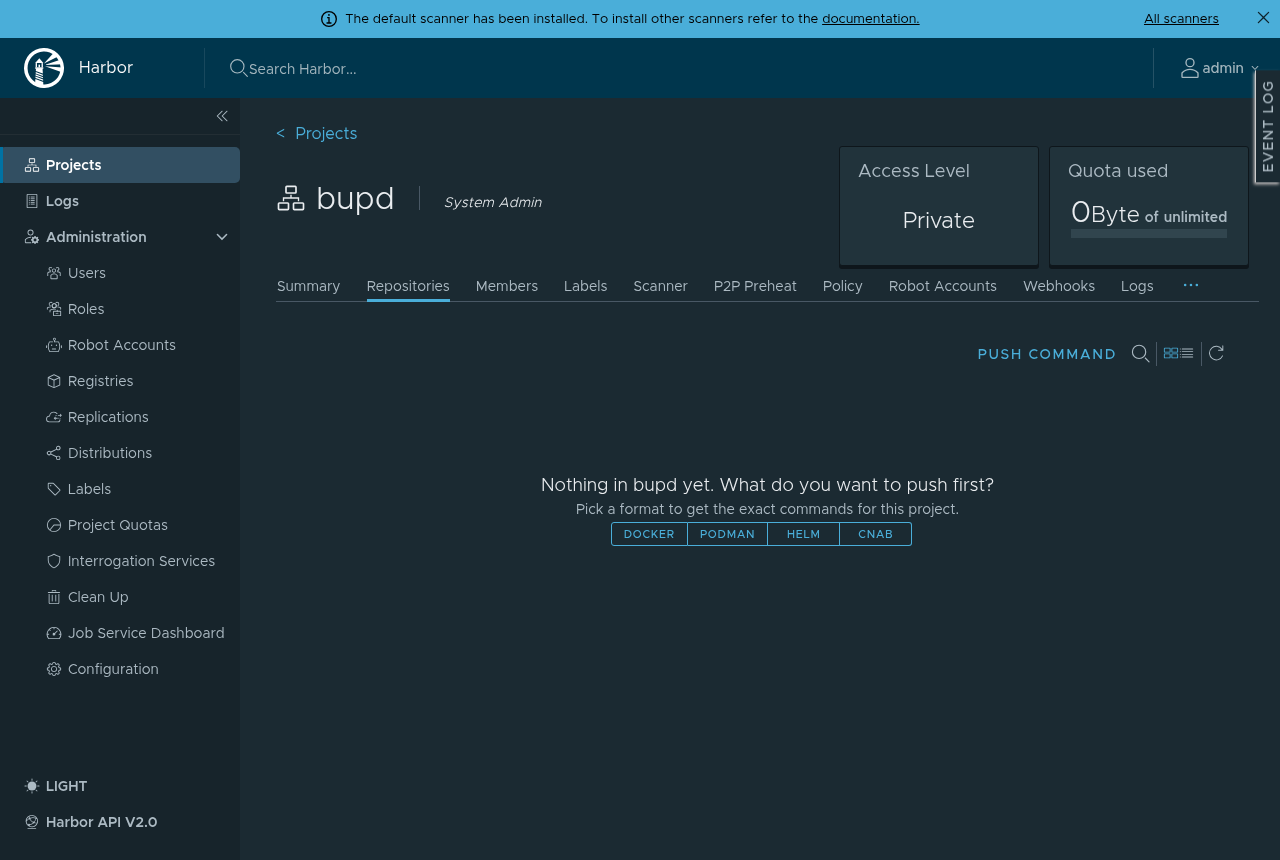 The default scanner has been installed. To install other scanners refer to the documentation.
All scanners
Harbor
Search Harbor...
admin
EVENT LOG
Projects
Logs
Administration
Users
Roles
Robot Accounts
Registries
Replications
Distributions
Labels
Project Quotas
Interrogation Services
Clean Up
Job Service Dashboard
Configuration
LIGHT
Harbor API V2.0
< Projects
bupd
System Admin
Access Level
Private
Quota used
0Byte of unlimited
Summary Repositories Members Labels Scanner P2P Preheat Policy Robot Accounts Webhooks Logs ...
PUSH COMMAND
Nothing in bupd yet. What do you want to push first?
Pick a format to get the exact commands for this project.
DOCKER PODMAN HELM CNAB